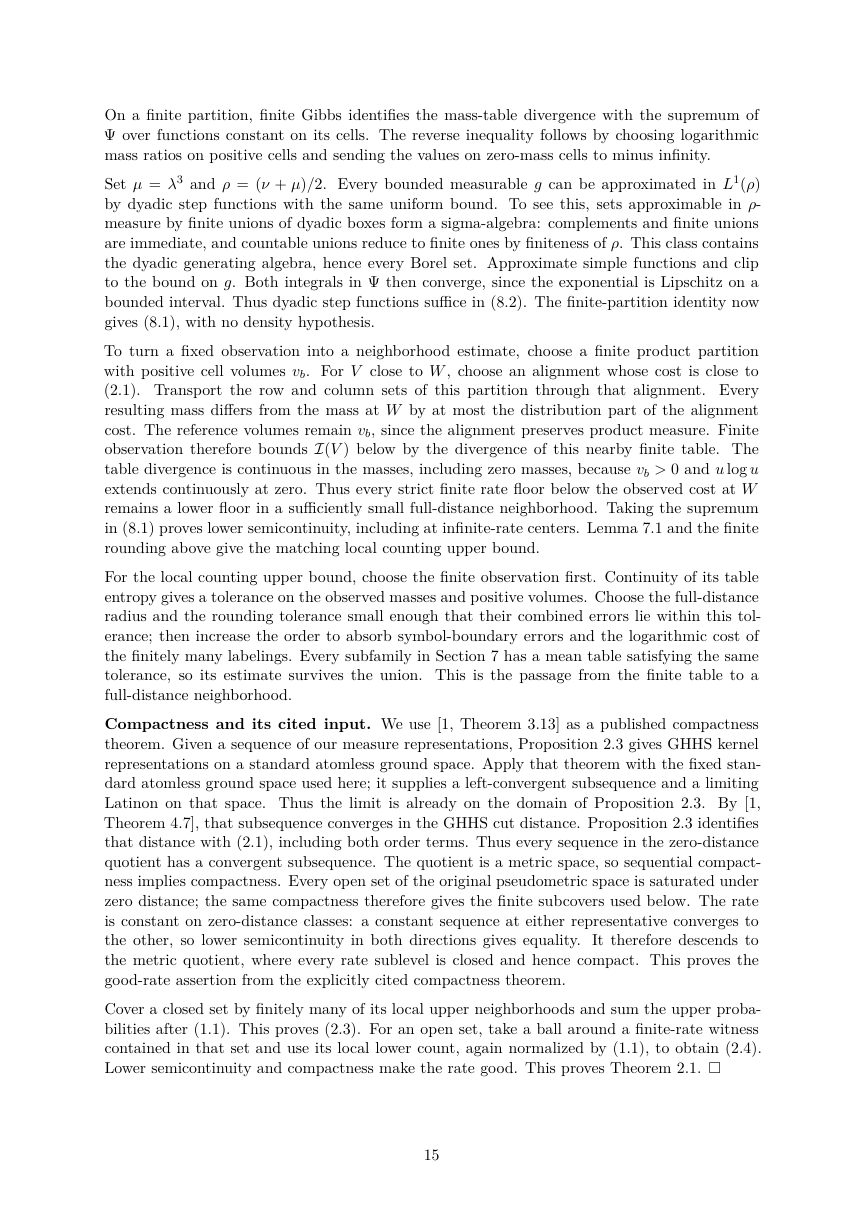 On a finite partition, finite Gibbs identifies the mass-table divergence with the supremum of
Ψ over functions constant on its cells. The reverse inequality follows by choosing logarithmic
mass ratios on positive cells and sending the values on zero-mass cells to minus infinity.
Set μ = λ³ and ρ = (ν + μ)/2. Every bounded measurable g can be approximated in L¹(ρ)
by dyadic step functions with the same uniform bound. To see this, sets approximable in ρ-
measure by finite unions of dyadic boxes form a sigma-algebra: complements and finite unions
are immediate, and countable unions reduce to finite ones by finiteness of ρ. This class contains
the dyadic generating algebra, hence every Borel set. Approximate simple functions and clip
to the bound on g. Both integrals in Ψ then converge, since the exponential is Lipschitz on a
bounded interval. Thus dyadic step functions suffice in (8.2). The finite-partition identity now
gives (8.1), with no density hypothesis.
To turn a fixed observation into a neighborhood estimate, choose a finite product partition
with positive cell volumes v_b. For V close to W, choose an alignment whose cost is close to
(2.1). Transport the row and column sets of this partition through that alignment. Every
resulting mass differs from the mass at W by at most the distribution part of the alignment
cost. The reference volumes remain v_b, since the alignment preserves product measure. Finite
observation therefore bounds ℐ(V) below by the divergence of this nearby finite table. The
table divergence is continuous in the masses, including zero masses, because v_b > 0 and u log u
extends continuously at zero. Thus every strict finite rate floor below the observed cost at W
remains a lower floor in a sufficiently small full-distance neighborhood. Taking the supremum
in (8.1) proves lower semicontinuity, including at infinite-rate centers. Lemma 7.1 and the finite
rounding above give the matching local counting upper bound.
For the local counting upper bound, choose the finite observation first. Continuity of its table
entropy gives a tolerance on the observed masses and positive volumes. Choose the full-distance
radius and the rounding tolerance small enough that their combined errors lie within this tol-
erance; then increase the order to absorb symbol-boundary errors and the logarithmic cost of
the finitely many labelings. Every subfamily in Section 7 has a mean table satisfying the same
tolerance, so its estimate survives the union. This is the passage from the finite table to a
full-distance neighborhood.
Compactness and its cited input. We use [1, Theorem 3.13] as a published compactness
theorem. Given a sequence of our measure representations, Proposition 2.3 gives GHHS kernel
representations on a standard atomless ground space. Apply that theorem with the fixed stan-
dard atomless ground space used here; it supplies a left-convergent subsequence and a limiting
Latinon on that space. Thus the limit is already on the domain of Proposition 2.3. By [1,
Theorem 4.7], that subsequence converges in the GHHS cut distance. Proposition 2.3 identifies
that distance with (2.1), including both order terms. Thus every sequence in the zero-distance
quotient has a convergent subsequence. The quotient is a metric space, so sequential compact-
ness implies compactness. Every open set of the original pseudometric space is saturated under
zero distance; the same compactness therefore gives the finite subcovers used below. The rate
is constant on zero-distance classes: a constant sequence at either representative converges to
the other, so lower semicontinuity in both directions gives equality. It therefore descends to
the metric quotient, where every rate sublevel is closed and hence compact. This proves the
good-rate assertion from the explicitly cited compactness theorem.
Cover a closed set by finitely many of its local upper neighborhoods and sum the upper proba-
bilities after (1.1). This proves (2.3). For an open set, take a ball around a finite-rate witness
contained in that set and use its local lower count, again normalized by (1.1), to obtain (2.4).
Lower semicontinuity and compactness make the rate good. This proves Theorem 2.1. □
15